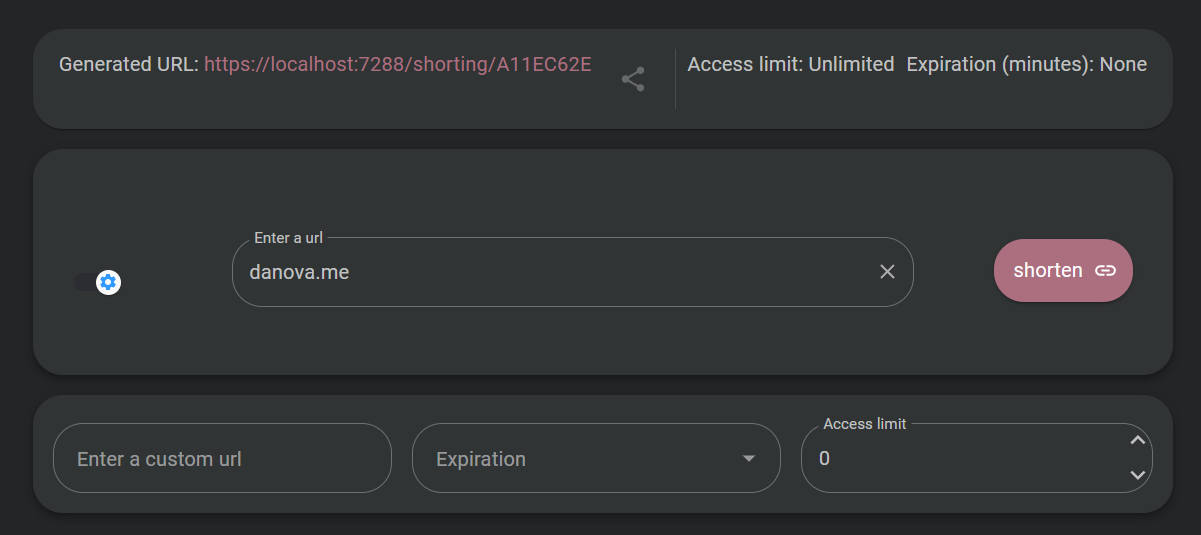 Generated URL: https://localhost:7288/shorting/A11EC62E Access limit: Unlimited Expiration (minutes): None
Enter a url
danova.me
shorten
Enter a custom url
Expiration
Access limit
0